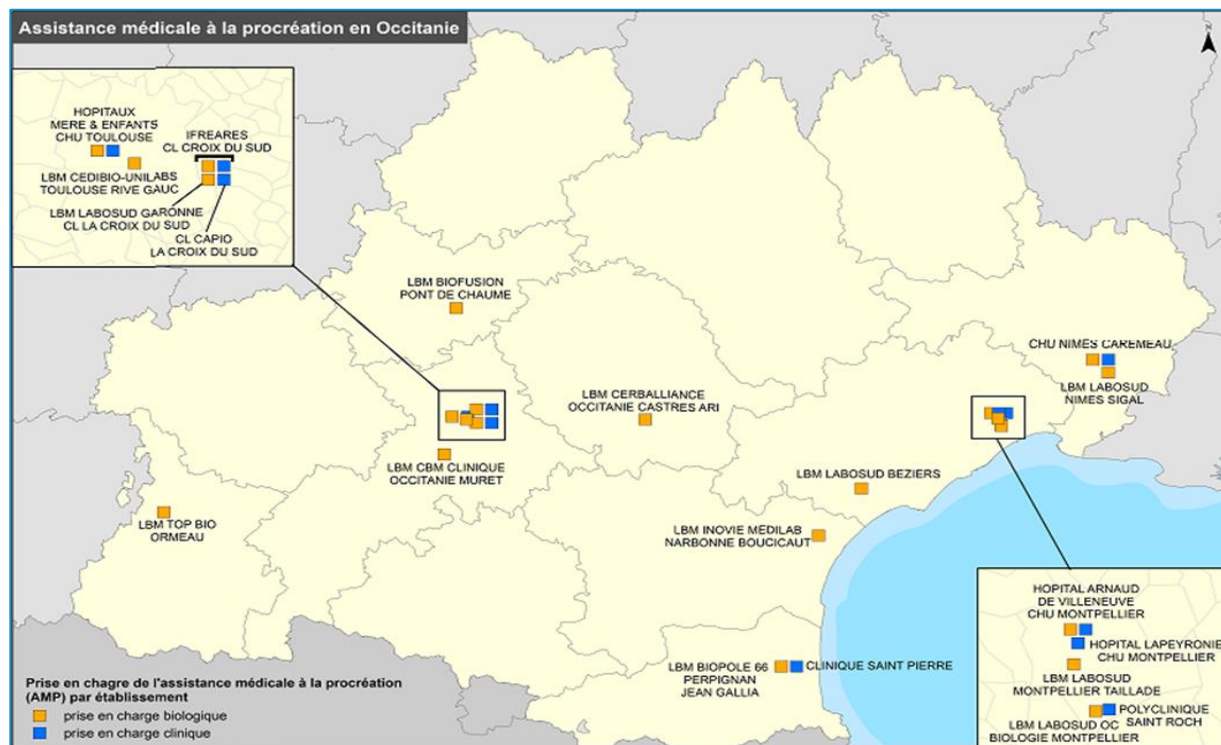 Assistance médicale à la procréation en Occitanie
N
HOPITAUX
MERE & ENFANTS
CHU TOULOUSE
IFREARES
CL CROIX DU SUD
LBM CEDIBIO-UNILABS
TOULOUSE RIVE GAUC
LBM LABOSUD GARONNE
CL LA CROIX DU SUD
CL CAPIO
LA CROIX DU SUD
LBM BIOFUSION
PONT DE CHAUME
CHU NIMES CAREMEAU
LBM LABOSUD
NIMES SIGAL
LBM CERBALLIANCE
OCCITANIE CASTRES ARI
LBM CBM CLINIQUE
OCCITANIE MURET
LBM LABOSUD BEZIERS
LBM TOP BIO
ORMEAU
LBM INOVIE MEDILAB
NARBONNE BOUCICAUT
HOPITAL ARNAUD
DE VILLENEUVE
CHU MONTPELLIER
HOPITAL LAPEYRONIE
CHU MONTPELLIER
LBM LABOSUD
MONTPELLIER TAILLADE
POLYCLINIQUE
SAINT ROCH
LBM LABOSUD OC
BIOLOGIE MONTPELLIER
LBM BIOPOLE 66
PERPIGNAN
JEAN GALLIA
CLINIQUE SAINT PIERRE
Prise en chagre de l'assistance médicale à la procréation
(AMP) par établissement
prise en charge biologique
prise en charge clinique